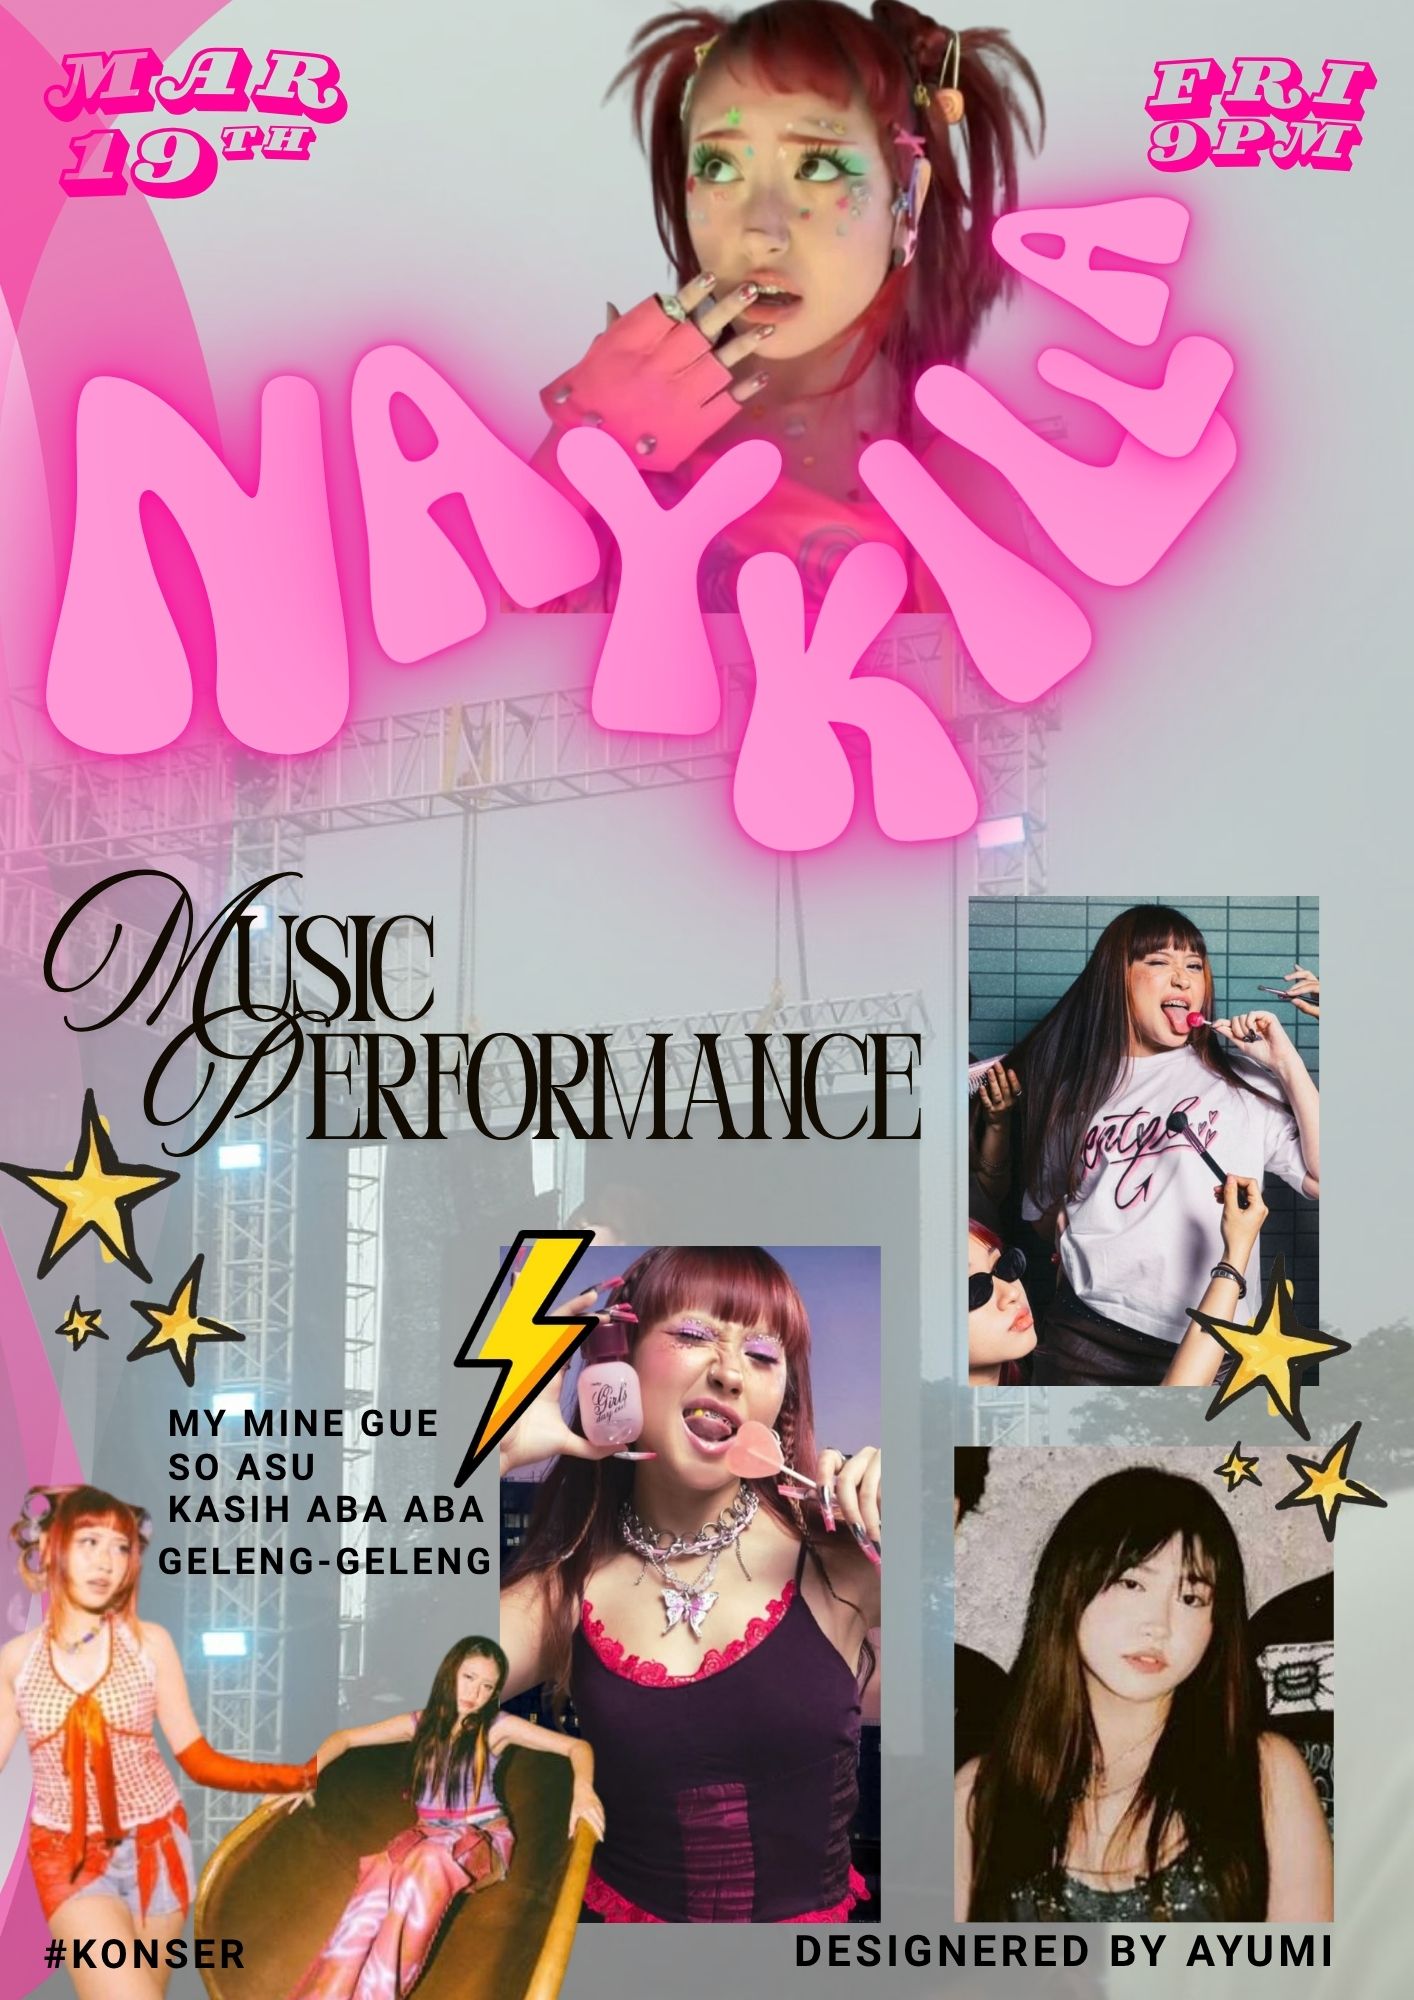 MAR
19TH
FRI
9PM
NAYKILLA
MUSIC
PERFORMANCE
Girls
MY MINE GUE
SO ASU
KASIH ABA ABA
GELENG-GELENG
#KONSER
DESIGNERED BY AYUMI